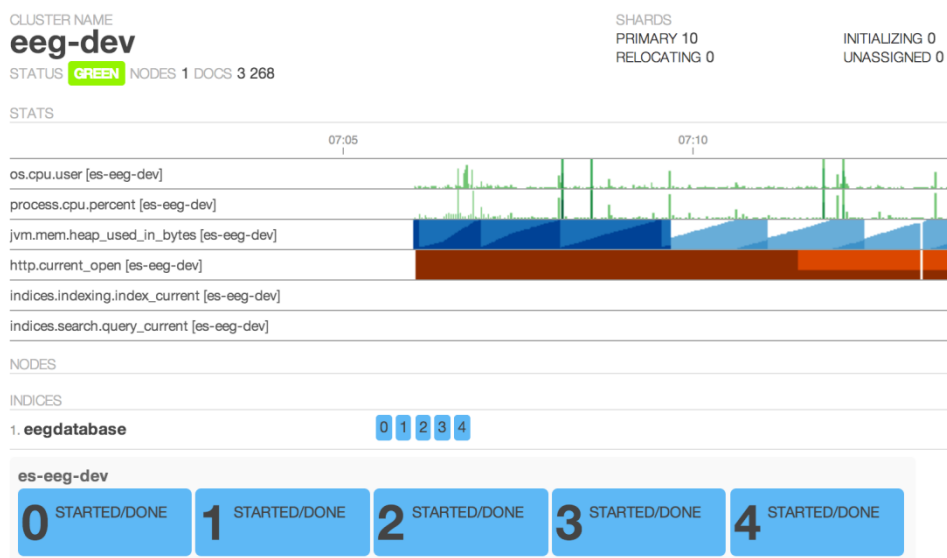 CLUSTER NAME
eeg-dev
STATUS GREEN NODES 1 DOCS 3 268
SHARDS
PRIMARY 10 INITIALIZING 0
RELOCATING 0 UNASSIGNED 0
STATS
07:05 07:10
os.cpu.user [es-eeg-dev]
process.cpu.percent [es-eeg-dev]
jvm.mem.heap_used_in_bytes [es-eeg-dev]
http.current_open [es-eeg-dev]
indices.indexing.index_current [es-eeg-dev]
indices.search.query_current [es-eeg-dev]
NODES
INDICES
1. eegdatabase 0 1 2 3 4
es-eeg-dev
0 STARTED/DONE 1 STARTED/DONE 2 STARTED/DONE 3 STARTED/DONE 4 STARTED/DONE